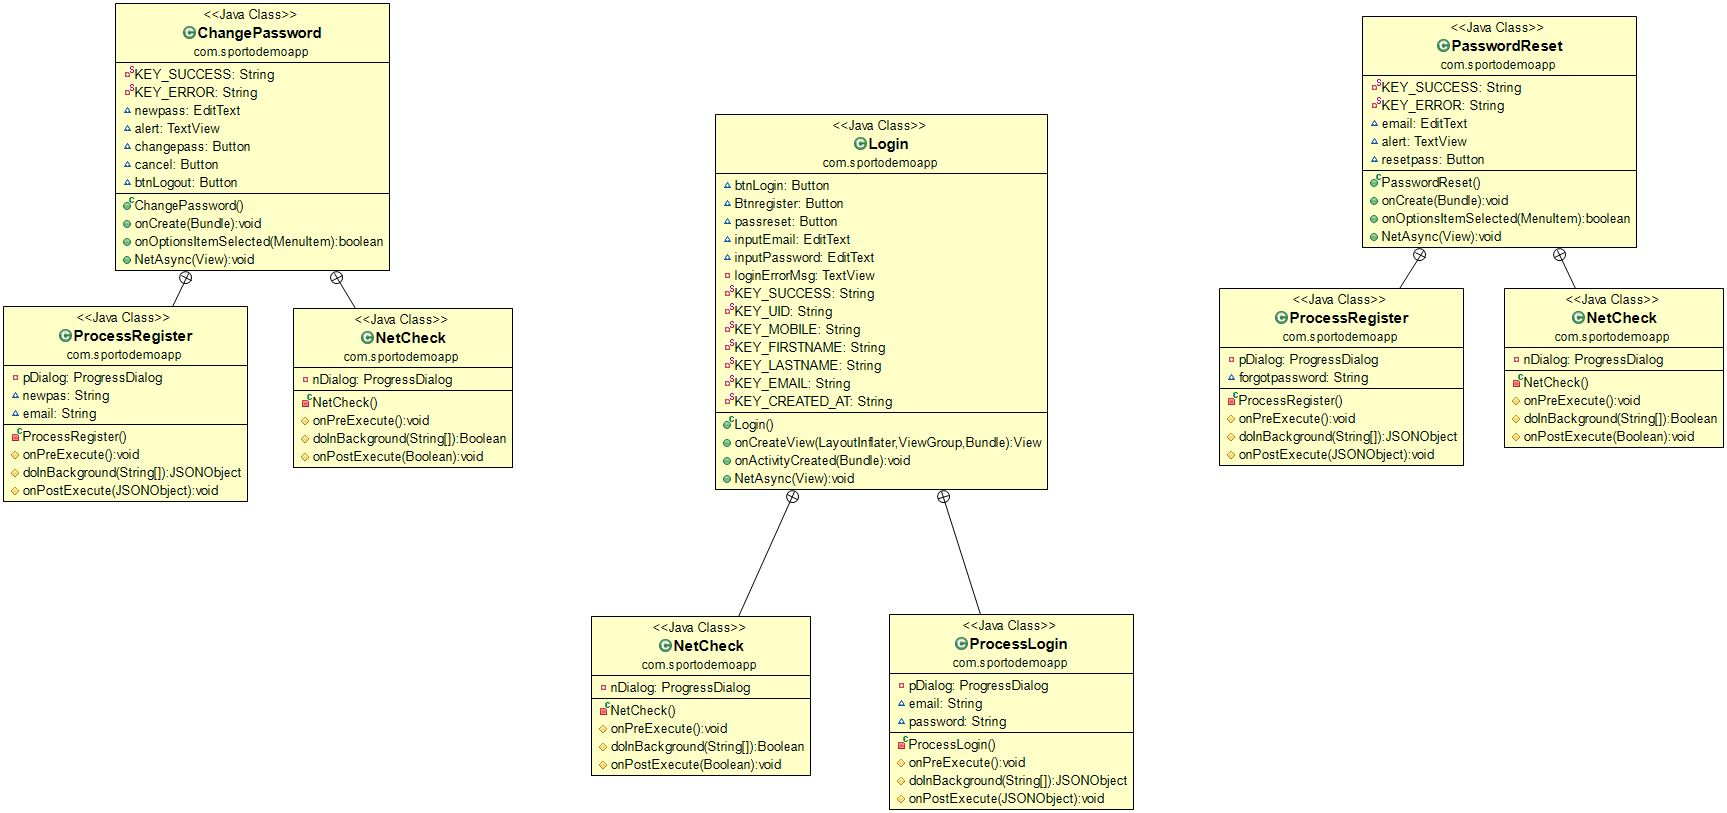 <<Java Class>>
ChangePassword
com.sportodemoapp
KEY_SUCCESS: String
KEY_ERROR: String
newpass: EditText
alert: TextView
changepass: Button
cancel: Button
btnLogout: Button
ChangePassword()
onCreate(Bundle):void
onOptionsItemSelected(MenuItem):boolean
NetAsync(View):void
<<Java Class>>
ProcessRegister
com.sportodemoapp
pDialog: ProgressDialog
newpas: String
email: String
ProcessRegister()
onPreExecute():void
doInBackground(String[]):JSONObject
onPostExecute(JSONObject):void
<<Java Class>>
NetCheck
com.sportodemoapp
nDialog: ProgressDialog
NetCheck()
onPreExecute():void
doInBackground(String[]):Boolean
onPostExecute(Boolean):void
<<Java Class>>
Login
com.sportodemoapp
btnLogin: Button
Btnregister: Button
passreset: Button
inputEmail: EditText
inputPassword: EditText
loginErrorMsg: TextView
KEY_SUCCESS: String
KEY_UID: String
KEY_MOBILE: String
KEY_FIRSTNAME: String
KEY_LASTNAME: String
KEY_EMAIL: String
KEY_CREATED_AT: String
Login()
onCreateView(LayoutInflater,ViewGroup,Bundle):View
onActivityCreated(Bundle):void
NetAsync(View):void
<<Java Class>>
NetCheck
com.sportodemoapp
nDialog: ProgressDialog
NetCheck()
onPreExecute():void
doInBackground(String[]):Boolean
onPostExecute(Boolean):void
<<Java Class>>
ProcessLogin
com.sportodemoapp
pDialog: ProgressDialog
email: String
password: String
ProcessLogin()
onPreExecute():void
doInBackground(String[]):JSONObject
onPostExecute(JSONObject):void
<<Java Class>>
PasswordReset
com.sportodemoapp
KEY_SUCCESS: String
KEY_ERROR: String
email: EditText
alert: TextView
resetpass: Button
PasswordReset()
onCreate(Bundle):void
onOptionsItemSelected(MenuItem):boolean
NetAsync(View):void
<<Java Class>>
ProcessRegister
com.sportodemoapp
pDialog: ProgressDialog
forgotpassword: String
ProcessRegister()
onPreExecute():void
doInBackground(String[]):JSONObject
onPostExecute(JSONObject):void
<<Java Class>>
NetCheck
com.sportodemoapp
nDialog: ProgressDialog
NetCheck()
onPreExecute():void
doInBackground(String[]):Boolean
onPostExecute(Boolean):void